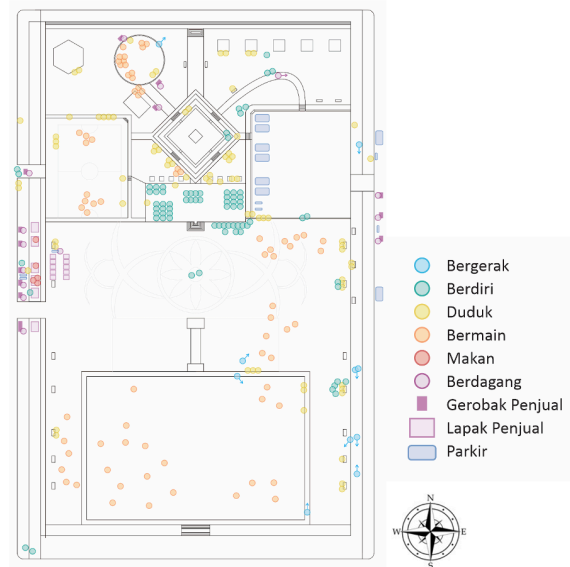 Bergerak
Berdiri
Duduk
Bermain
Makan
Berdagang
Gerobak Penjual
Lapak Penjual
Parkir
N
W
E
S